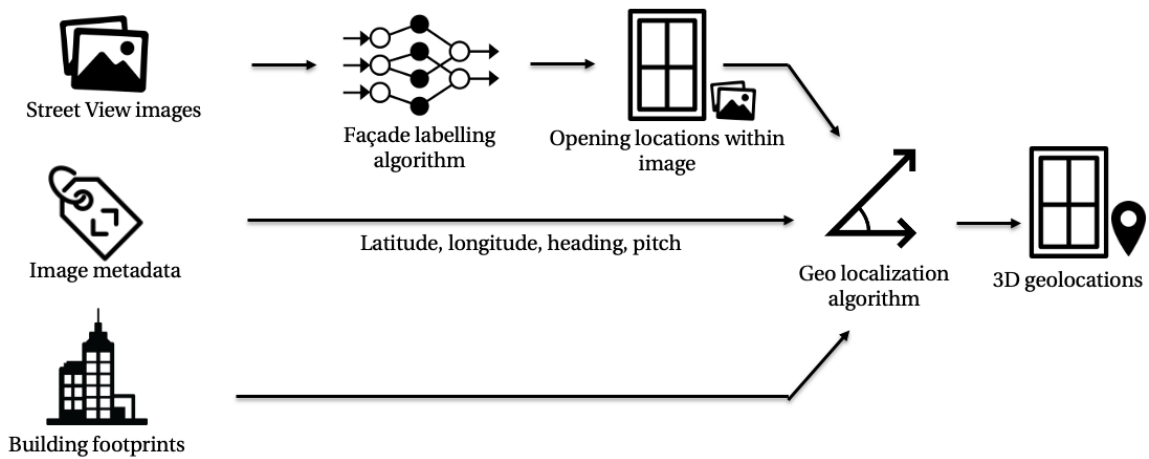 Street View images
Façade labelling
algorithm
Opening locations within
image
Image metadata
Latitude, longitude, heading, pitch
Geo localization
algorithm
3D geolocations
Building footprints